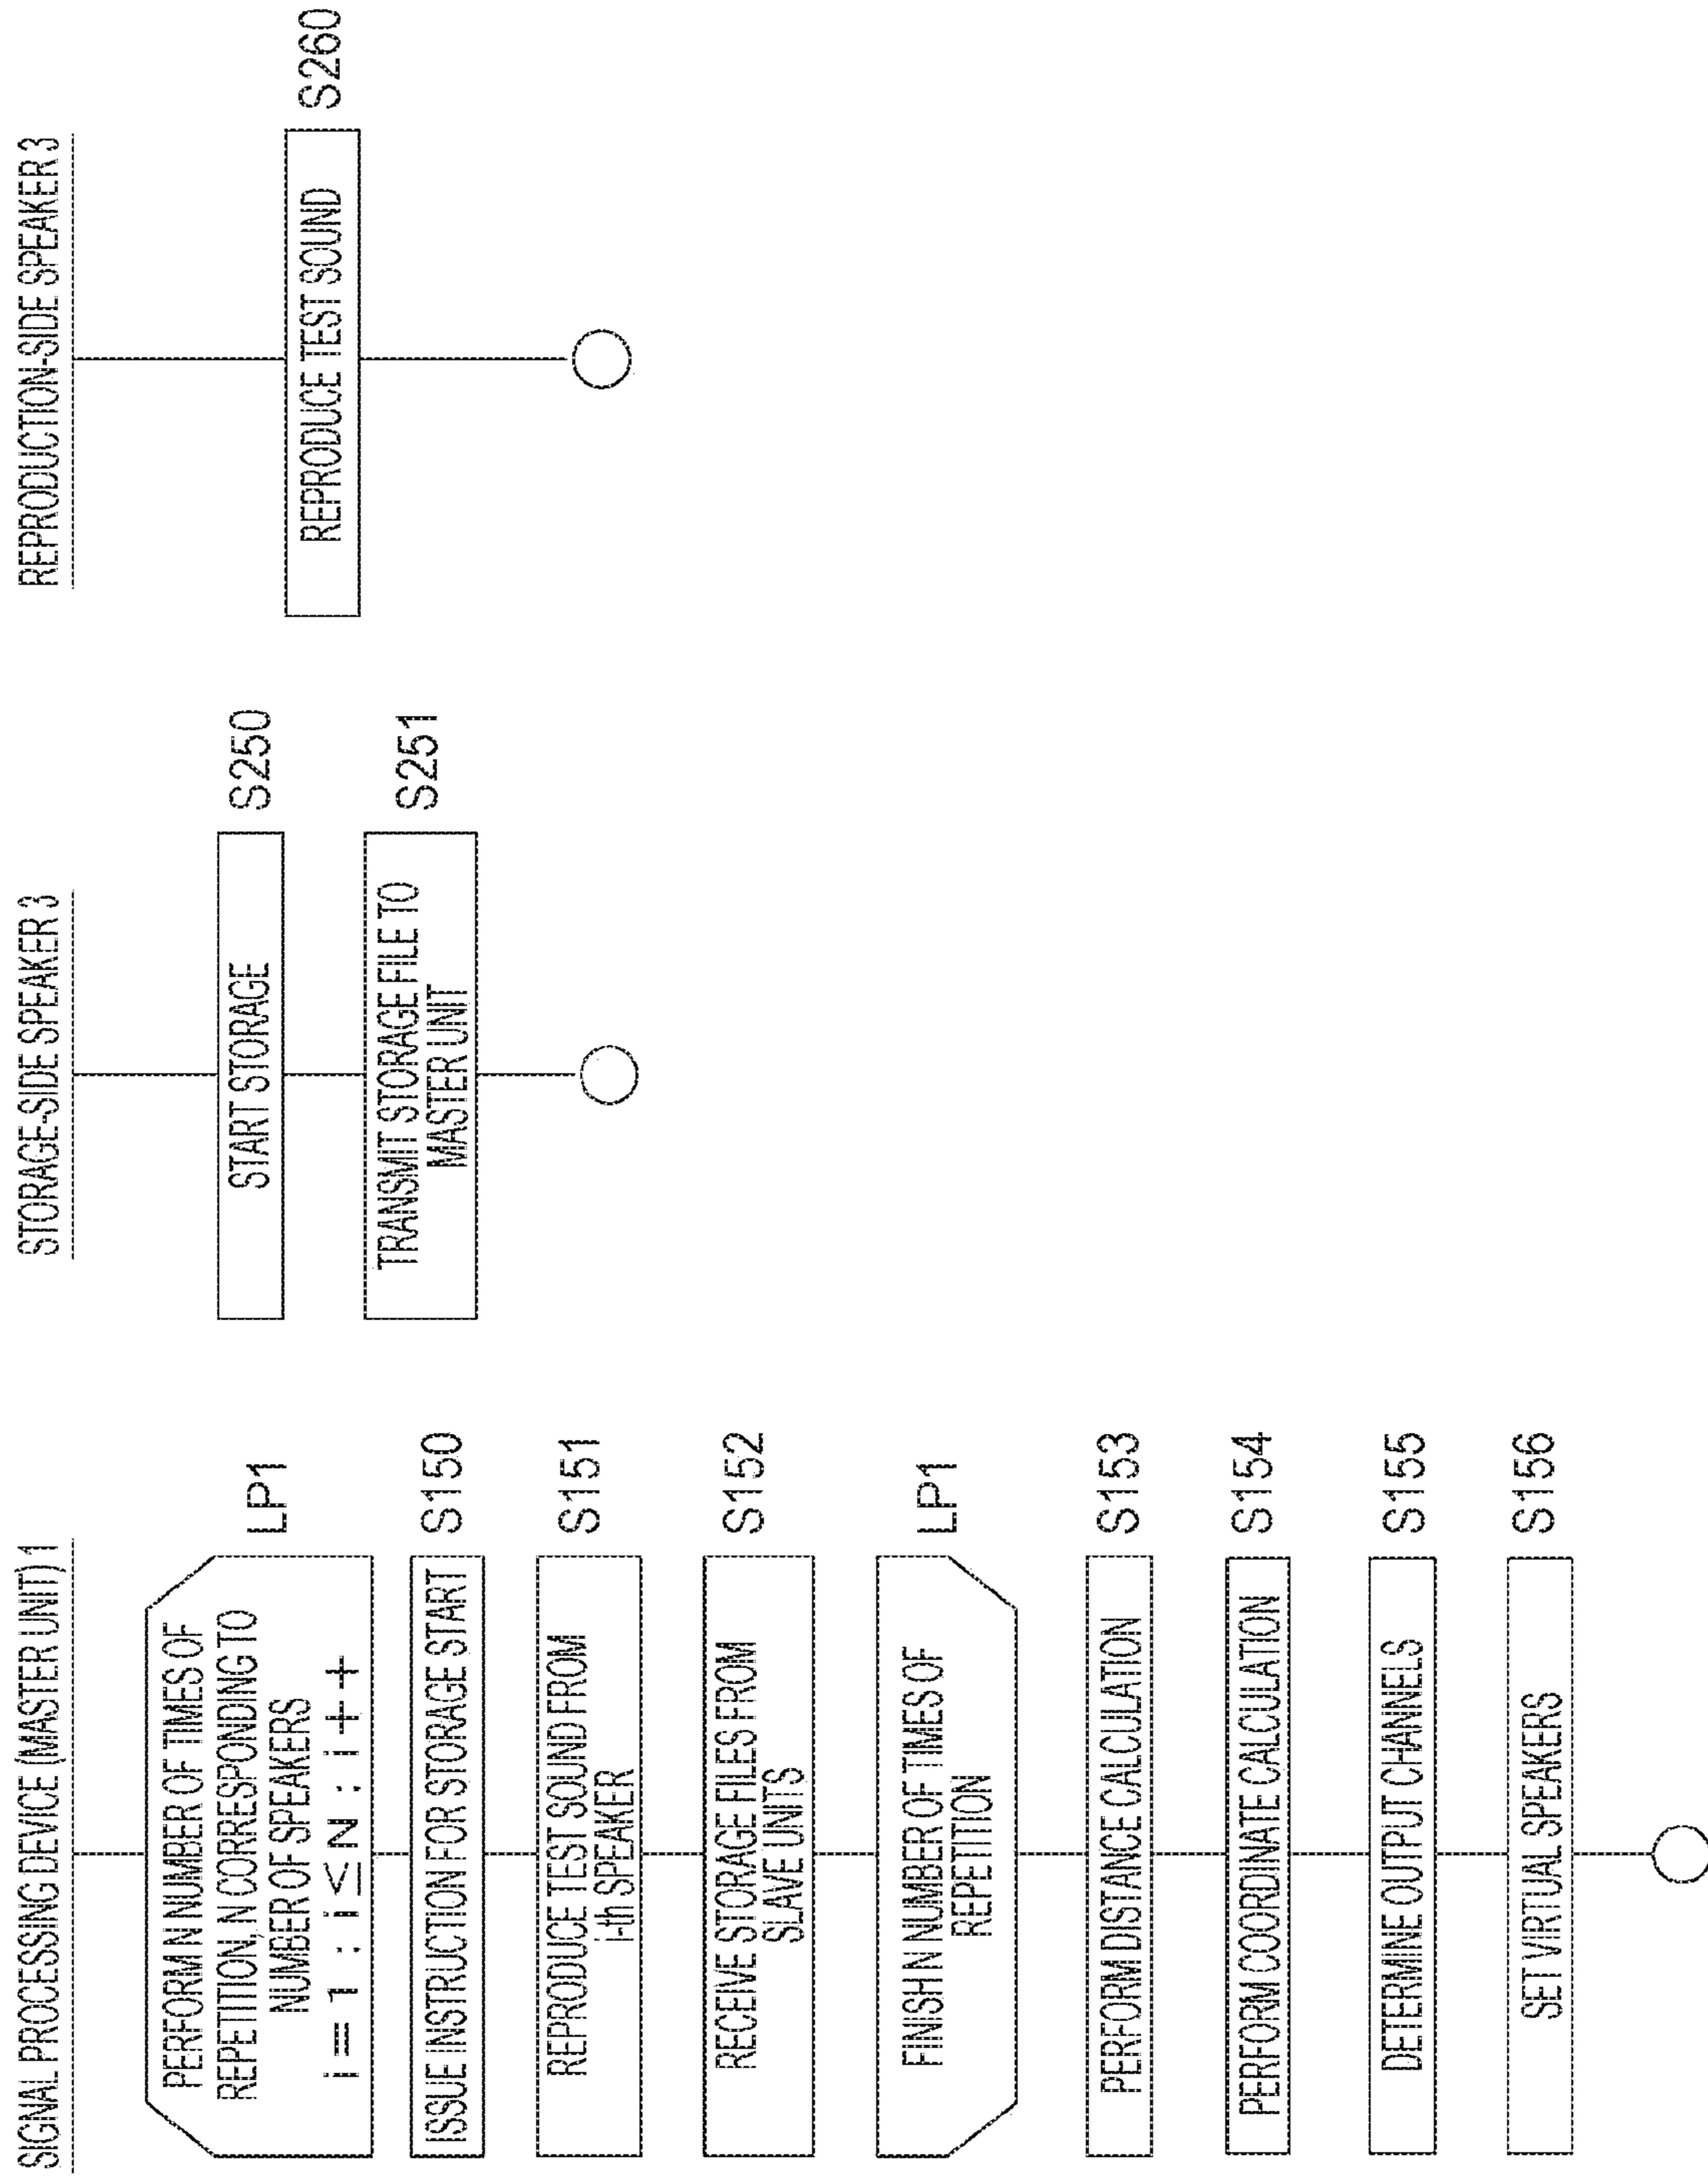 SIGNAL PROCESSING DEVICE (MASTER UNIT) 1
PERFORM N NUMBER OF TIMES OF
REPETITION, N CORRESPONDING TO
NUMBER OF SPEAKERS
i = 1 : i ≤ N : i + +
LP1
ISSUE INSTRUCTION FOR STORAGE START
S150
REPRODUCE TEST SOUND FROM
i-th SPEAKER
S151
RECEIVE STORAGE FILES FROM
SLAVE UNITS
S152
FINISH N NUMBER OF TIMES OF
REPETITION
LP1
PERFORM DISTANCE CALCULATION
S153
PERFORM COORDINATE CALCULATION
S154
DETERMINE OUTPUT CHANNELS
S155
SET VIRTUAL SPEAKERS
S156
STORAGE-SIDE SPEAKER 3
START STORAGE
S250
TRANSMIT STORAGE FILE TO
MASTER UNIT
S251
REPRODUCTION-SIDE SPEAKER 3
REPRODUCE TEST SOUND
S260